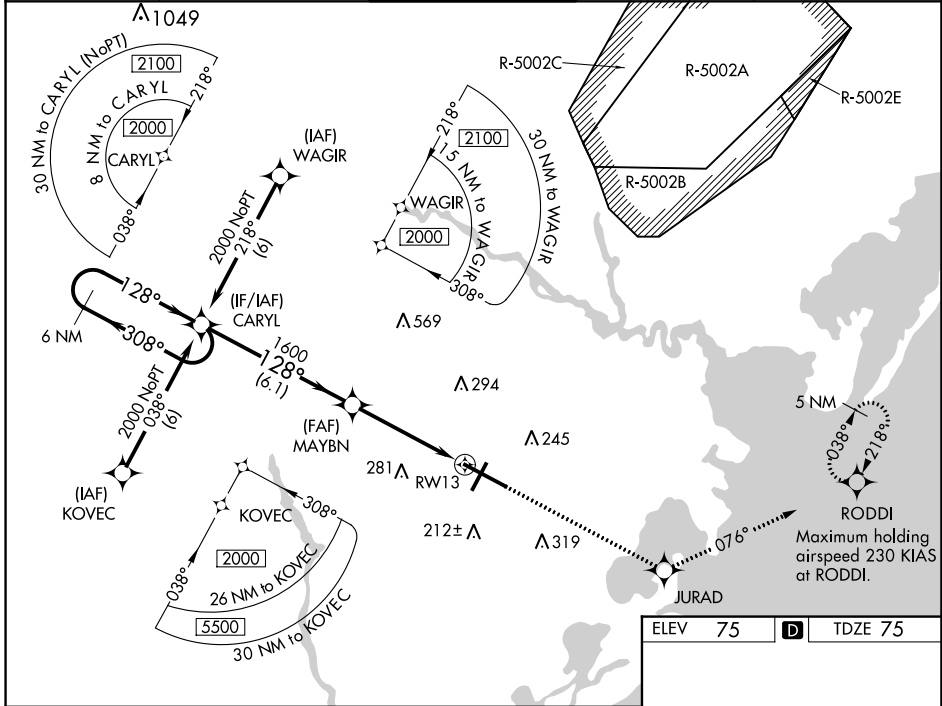 1049
30 NM to CARYL (NoPT)
2100
218°
8 NM to CARYL
2000
CARYL
038°
(IAF)
WAGIR
2000 NoPT
218°
(6)
218°
2100
30 NM to WAGIR
15 NM to WAGIR
WAGIR
2000
308°
R-5002C
R-5002A
R-5002E
R-5002B
128°
(IF/IAF)
CARYL
6 NM
308°
1600
128°
(6.1)
2000 NoPT
038°
(6)
(IAF)
KOVEC
569
294
(FAF)
MAYBN
245
281
RW13
212±
319
308°
KOVEC
038°
2000
26 NM to KOVEC
5500
30 NM to KOVEC
5 NM
038°
218°
RODDI
Maximum holding
airspeed 230 KIAS
at RODDI.
076°
JURAD
ELEV 75 D TDZE 75